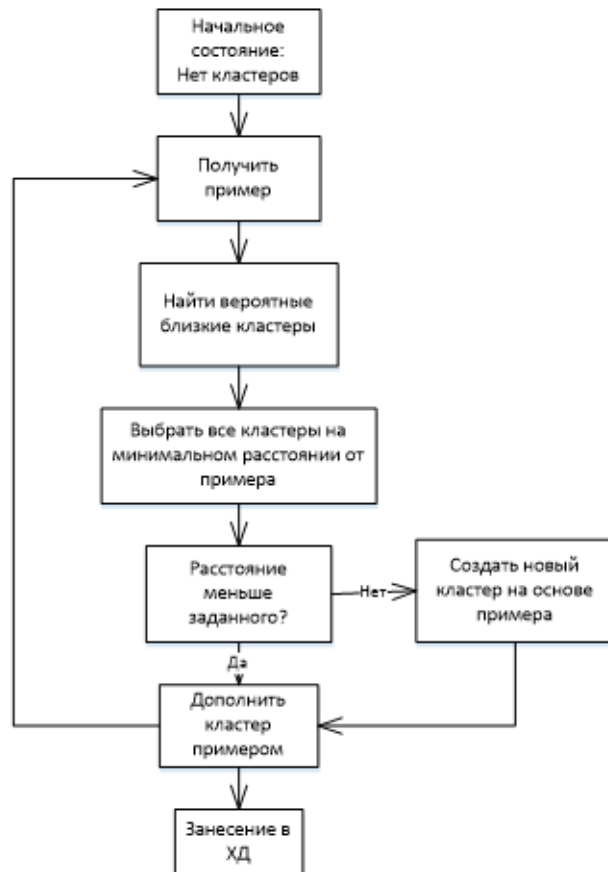 Начальное
состояние:
Нет кластеров
Получить
пример
Найти вероятные
близкие кластеры
Выбрать все кластеры на
минимальном расстоянии от
примера
Расстояние
меньше
заданного?
Нет
Создать новый
кластер на основе
примера
Да
Дополнить
кластер
примером
Занесение в
ХД